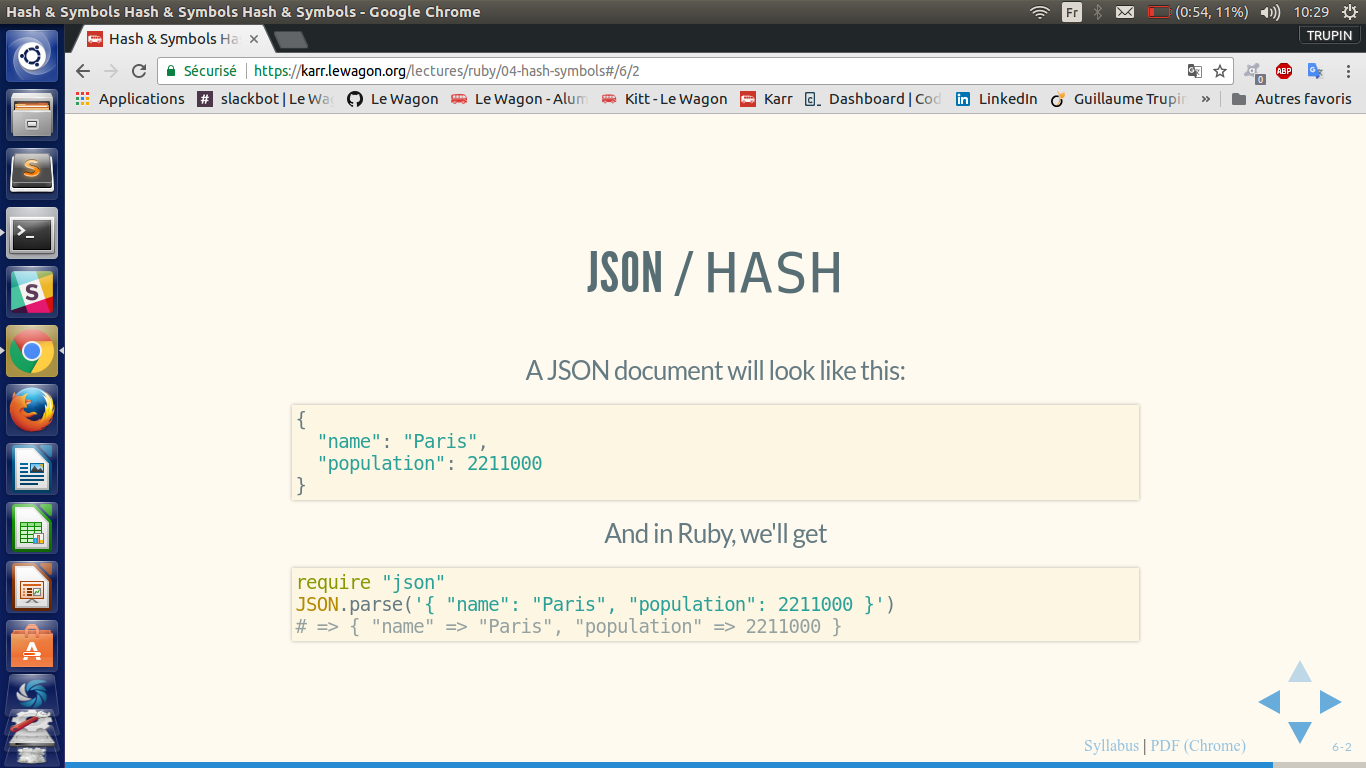 Hash & Symbols Hash & Symbols Hash & Symbols - Google Chrome
Fr
(0:54, 11%)
10:29
Hash & Symbols Ha
TRUPIN
Sécurisé
https://karr.lewagon.org/lectures/ruby/04-hash-symbols#/6/2
0
ABP
Applications
# slackbot | Le Wag
Le Wagon
Le Wagon - Alum
Kitt - Le Wagon
Karr
Dashboard | Cod
LinkedIn
Guillaume Trupin
»
Autres favoris
JSON / HASH
A JSON document will look like this:
{
"name": "Paris",
"population": 2211000
}
And in Ruby, we'll get
require "json"
JSON.parse('{ "name": "Paris", "population": 2211000 }')
# => { "name" => "Paris", "population" => 2211000 }
Syllabus | PDF (Chrome)
6-2